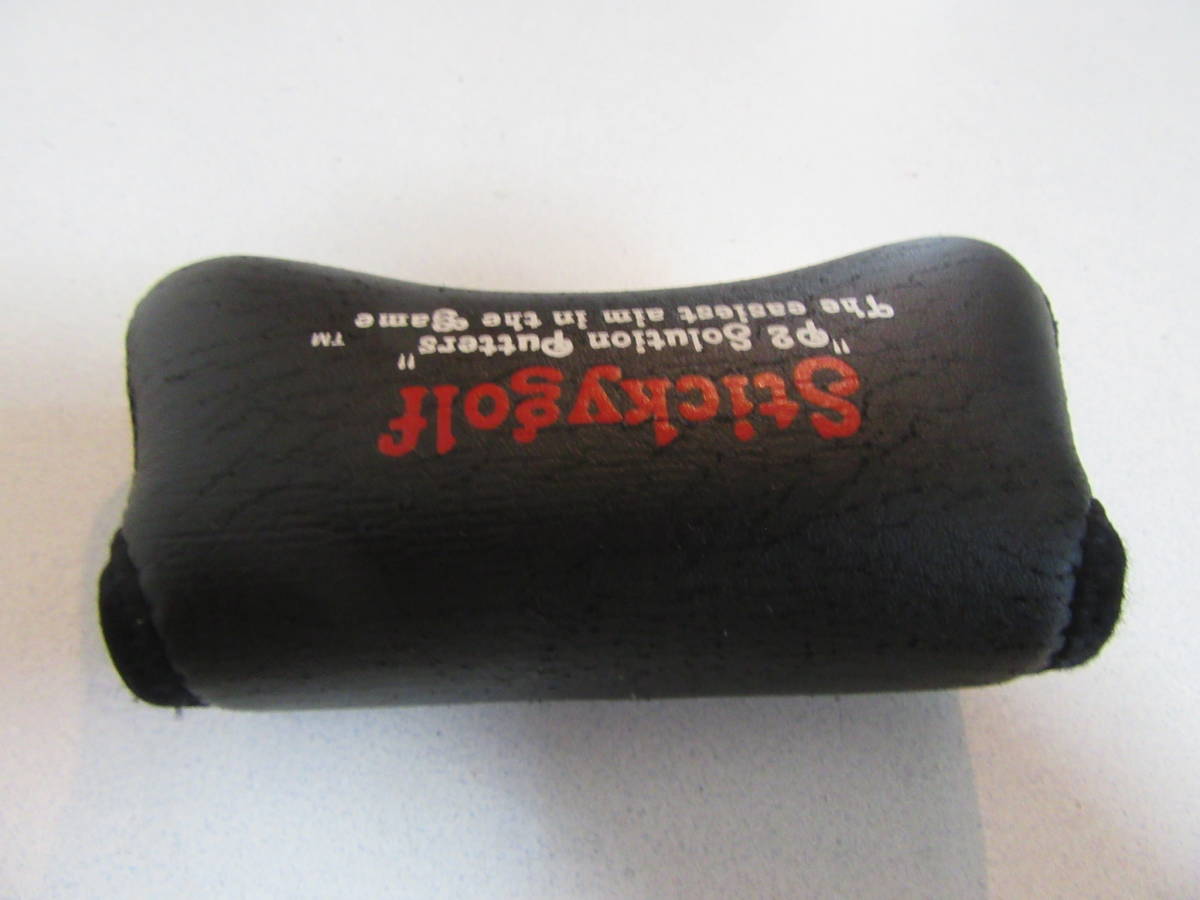 Stickygolf
"P2 Solution Putters"
The easiest aim in the Game ™